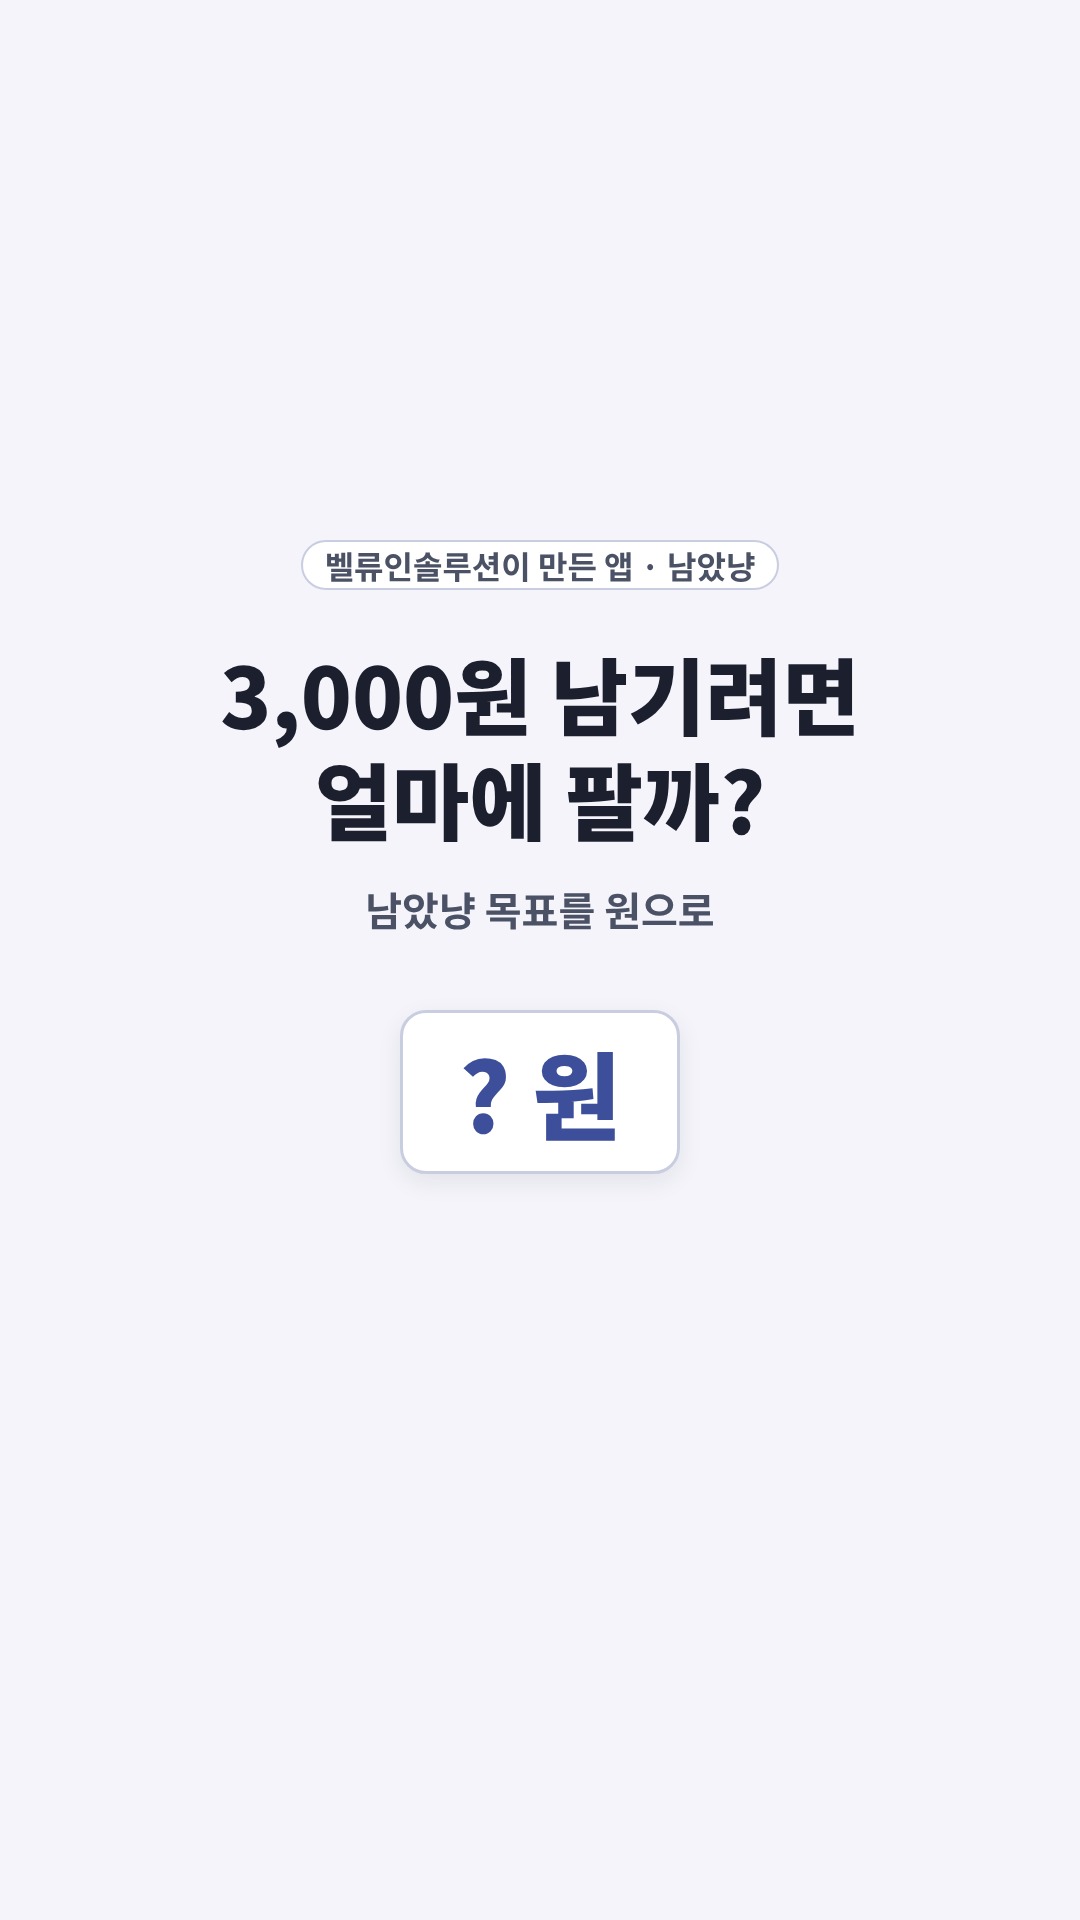 벨류인솔루션이 만든 앱 · 남았냥
3,000원 남기려면
얼마에 팔까?
남았냥 목표를 원으로
? 원